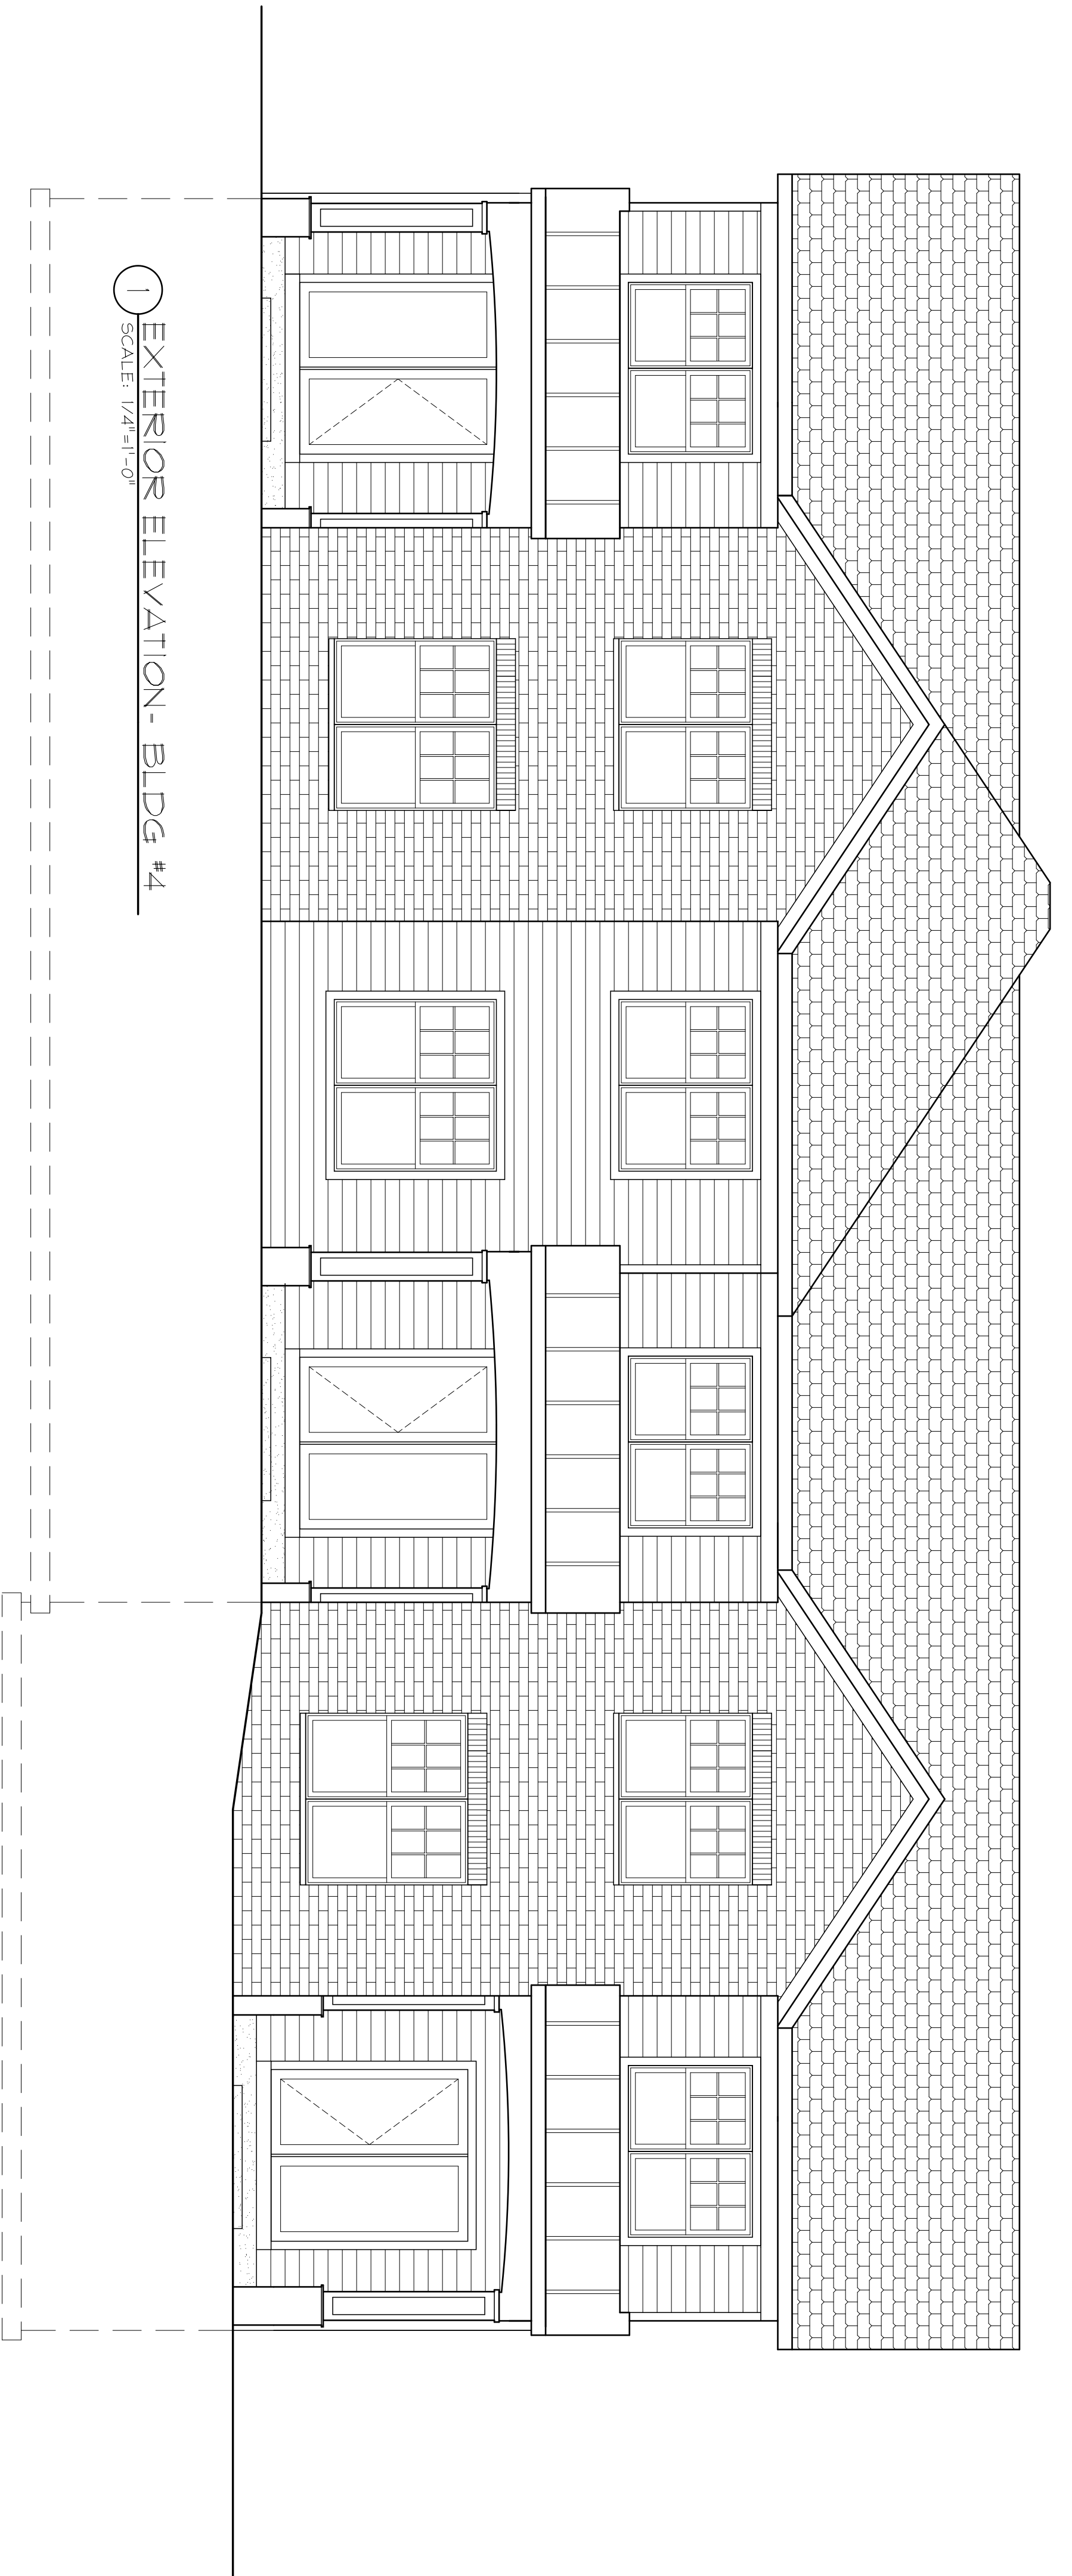 1
EXTERIOR ELEVATION- BLDG #4
SCALE: 1/4"=1'-0"